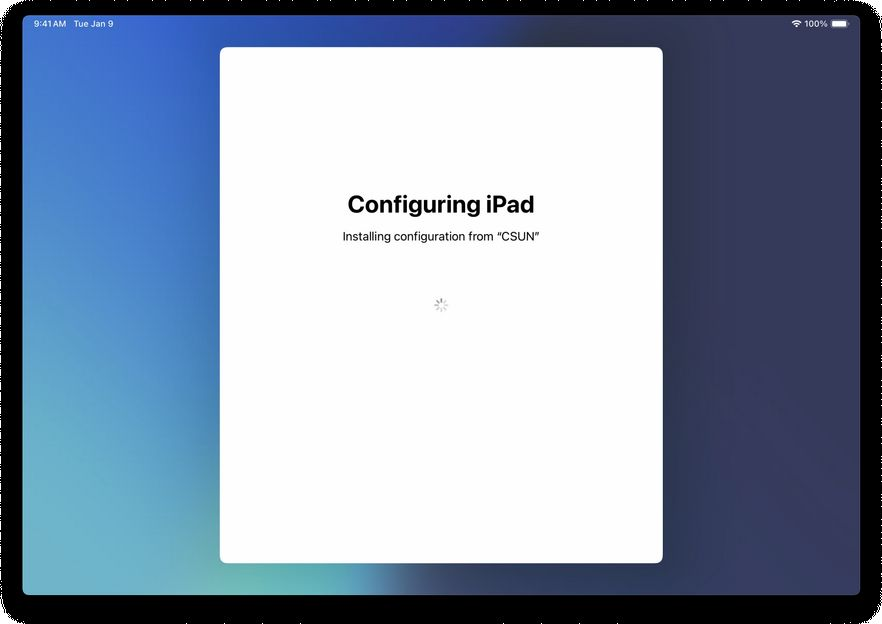 9:41 AM Tue Jan 9
100%
Configuring iPad
Installing configuration from “CSUN”